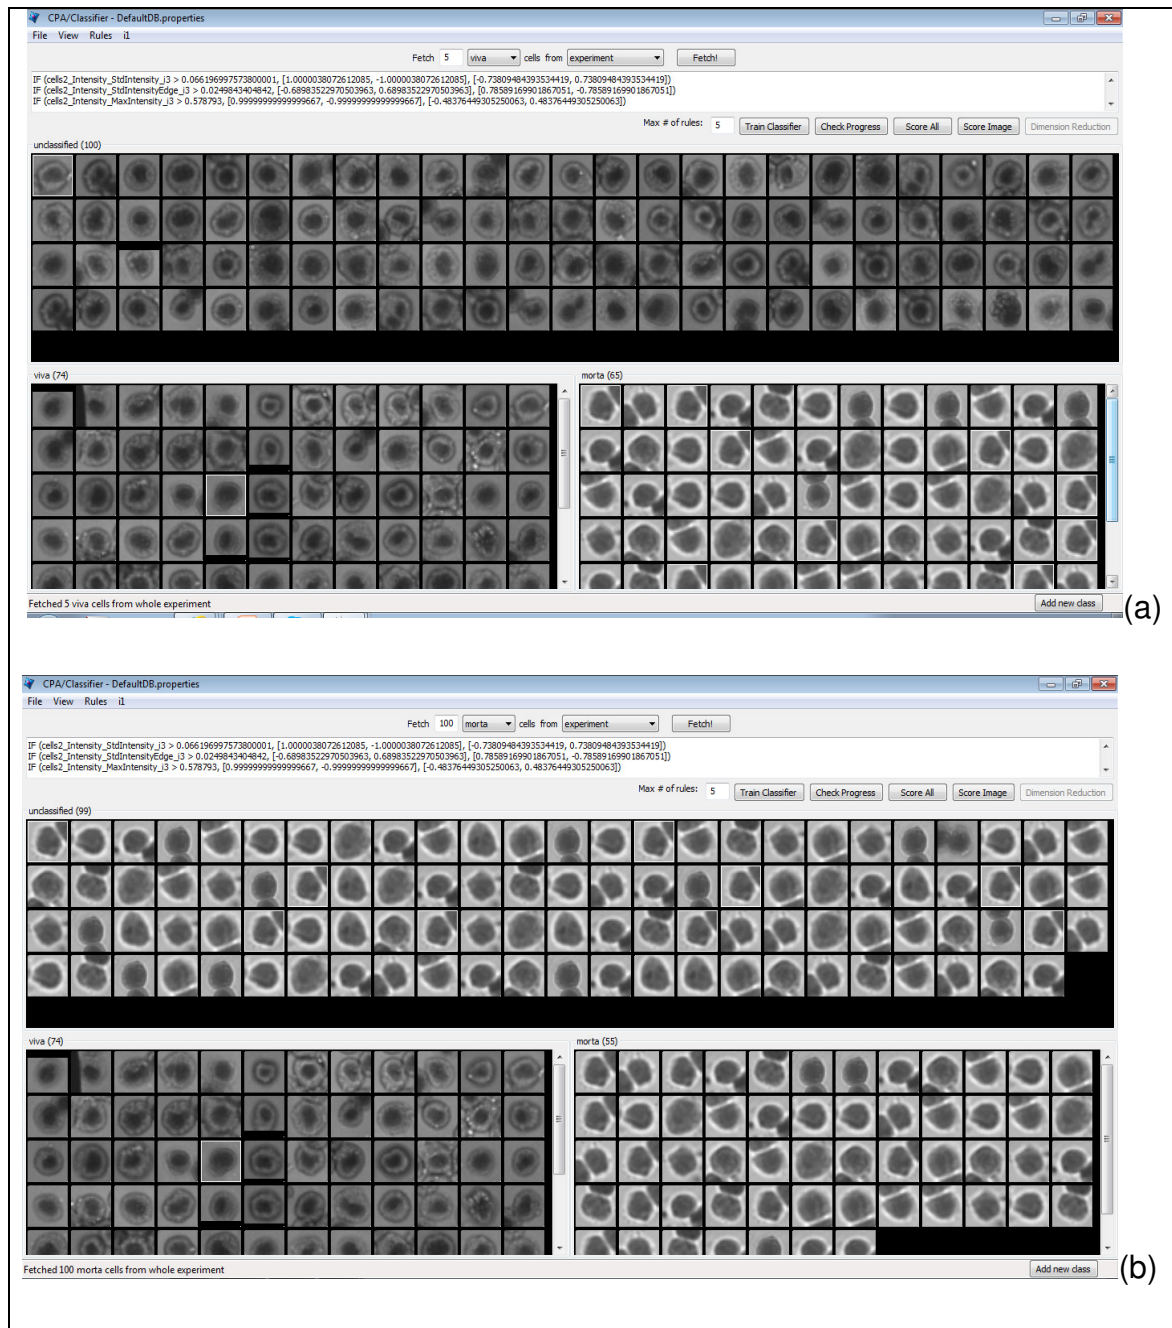 CPA/Classifier - DefaultDB.properties
File View Rules i1
Fetch 5 viva cells from experiment Fetch!
IF (cells2_Intensity_StdIntensity_i3 > 0.066196997573800001, [1.0000038072612085, -1.0000038072612085], [-0.73809484393534419, 0.73809484393534419])
IF (cells2_Intensity_StdIntensityEdge_i3 > 0.0249843404842, [-0.68983522970503963, 0.68983522970503963], [0.78589169901867051, -0.78589169901867051])
IF (cells2_Intensity_MaxIntensity_i3 > 0.578793, [0.99999999999999667, -0.99999999999999667], [-0.48376449305250063, 0.48376449305250063])
Max # of rules: 5 Train Classifier Check Progress Score All Score Image Dimension Reduction
unclassified (100)
viva (74) morta (65)
Fetched 5 viva cells from whole experiment Add new class
(a)
CPA/Classifier - DefaultDB.properties
File View Rules i1
Fetch 100 morta cells from experiment Fetch!
IF (cells2_Intensity_StdIntensity_i3 > 0.066196997573800001, [1.0000038072612085, -1.0000038072612085], [-0.73809484393534419, 0.73809484393534419])
IF (cells2_Intensity_StdIntensityEdge_i3 > 0.0249843404842, [-0.68983522970503963, 0.68983522970503963], [0.78589169901867051, -0.78589169901867051])
IF (cells2_Intensity_MaxIntensity_i3 > 0.578793, [0.99999999999999667, -0.99999999999999667], [-0.48376449305250063, 0.48376449305250063])
Max # of rules: 5 Train Classifier Check Progress Score All Score Image Dimension Reduction
unclassified (99)
viva (74) morta (55)
Fetched 100 morta cells from whole experiment Add new class
(b)